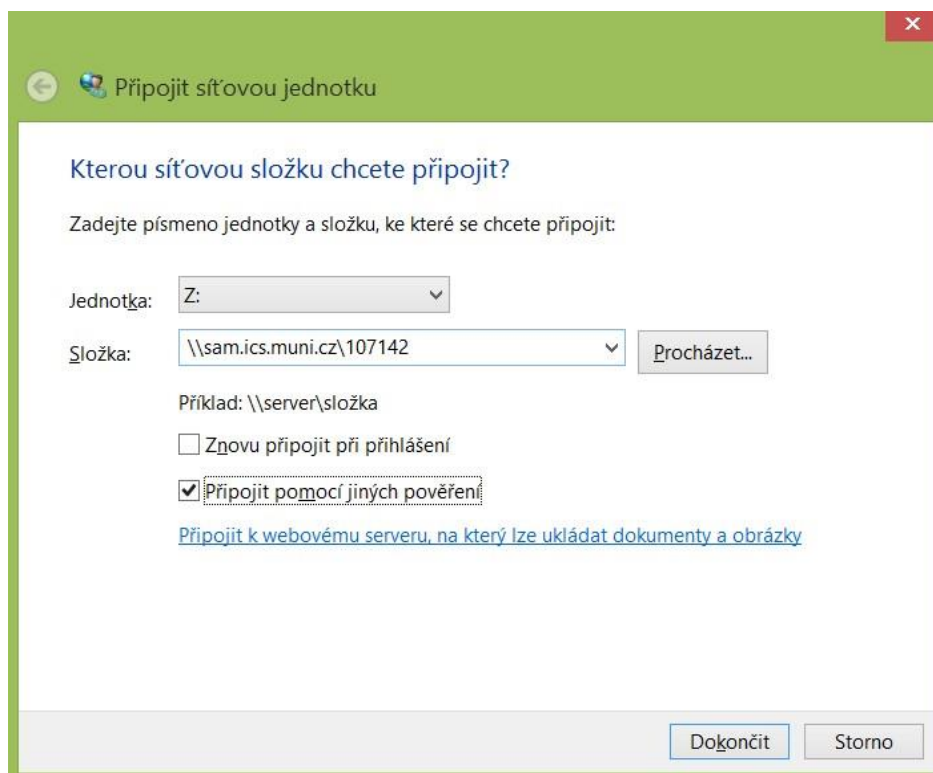 Připojit síťovou jednotku
Kterou síťovou složku chcete připojit?
Zadejte písmeno jednotky a složku, ke které se chcete připojit:
Jednotka: Z:
Složka: \\sam.ics.muni.cz\107142 Procházet...
Příklad: \\server\složka
Znovu připojit při přihlášení
Připojit pomocí jiných pověření
Připojit k webovému serveru, na který lze ukládat dokumenty a obrázky
Dokončit Storno